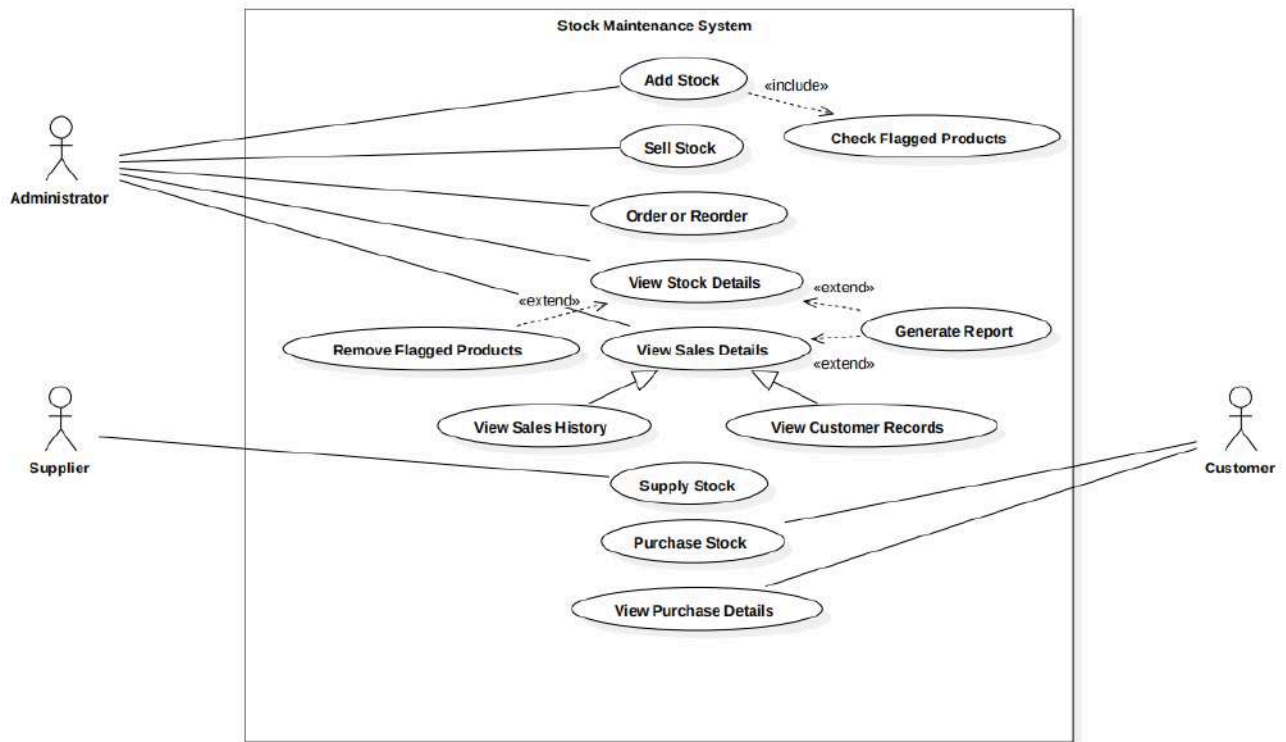 Stock Maintenance System
Add Stock
«include»
Check Flagged Products
Sell Stock
Administrator
Order or Reorder
View Stock Details
«extend»
«extend»
Generate Report
Remove Flagged Products
View Sales Details
«extend»
View Sales History
View Customer Records
Supplier
Customer
Supply Stock
Purchase Stock
View Purchase Details